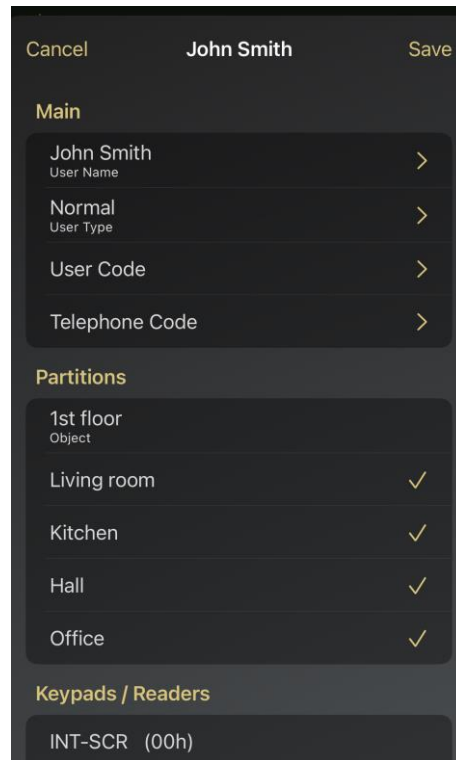 Cancel John Smith Save
Main
John Smith
User Name
Normal
User Type
User Code
Telephone Code
Partitions
1st floor
Object
Living room
Kitchen
Hall
Office
Keypads / Readers
INT-SCR (00h)